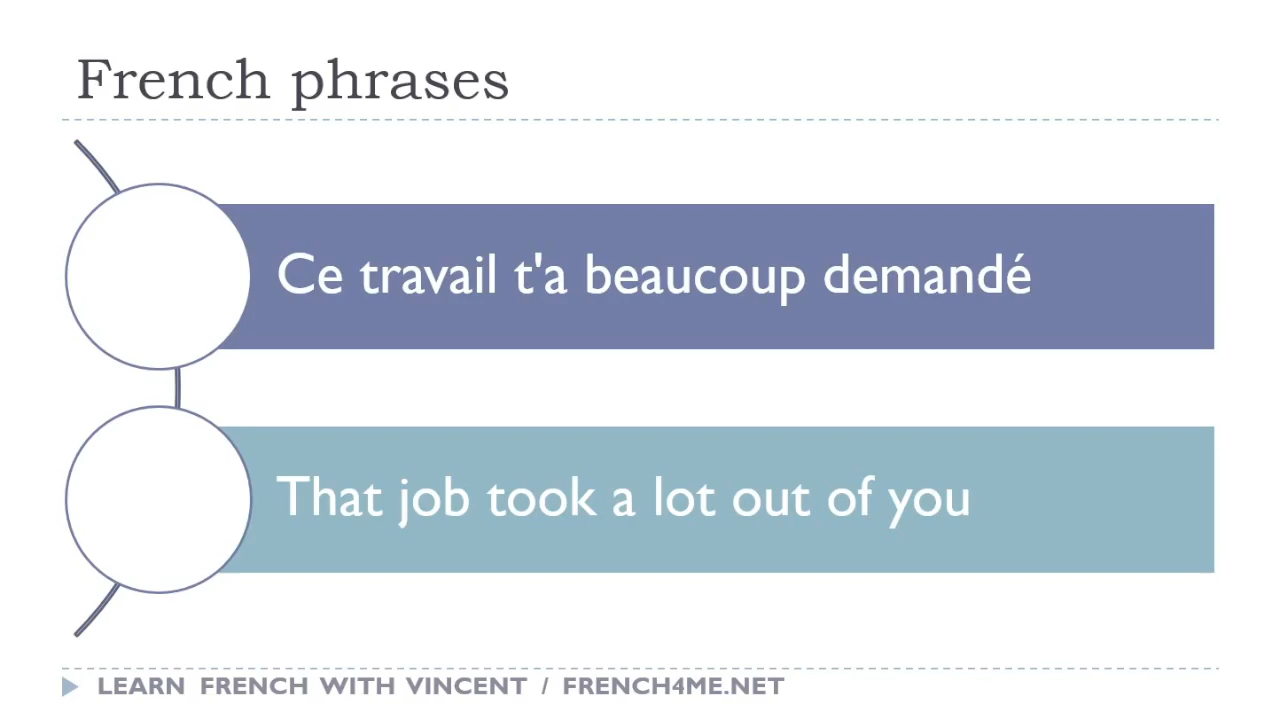 French phrases
Ce travail t'a beaucoup demandé
That job took a lot out of you
LEARN FRENCH WITH VINCENT / FRENCH4ME.NET